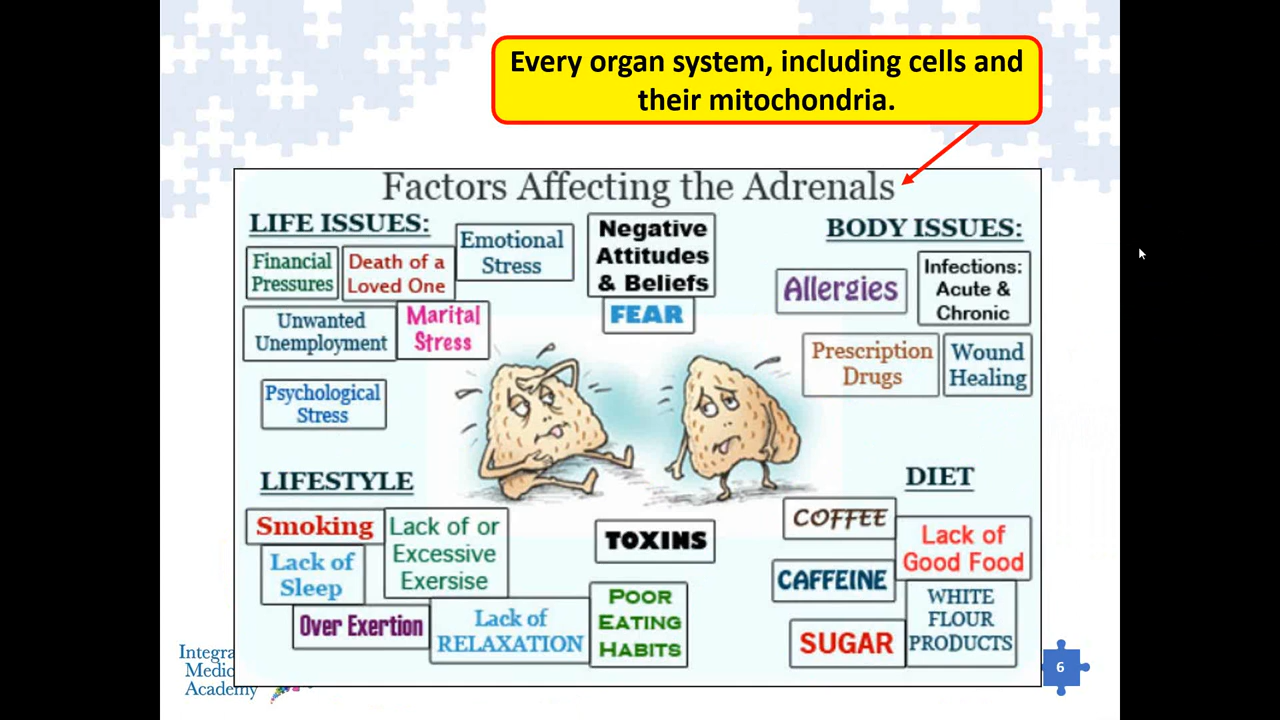 Every organ system, including cells and
their mitochondria.
Factors Affecting the Adrenals
LIFE ISSUES:
Financial
Pressures
Death of a
Loved One
Emotional
Stress
Unwanted
Unemployment
Marital
Stress
Psychological
Stress
Negative
Attitudes
& Beliefs
FEAR
BODY ISSUES:
Allergies
Infections:
Acute &
Chronic
Prescription
Drugs
Wound
Healing
LIFESTYLE
Smoking
Lack of or
Excessive
Exersise
Lack of
Sleep
Over Exertion
Lack of
RELAXATION
TOXINS
POOR
EATING
HABITS
DIET
COFFEE
Lack of
Good Food
CAFFEINE
WHITE
FLOUR
PRODUCTS
SUGAR
Integra
Medic
Academy
6